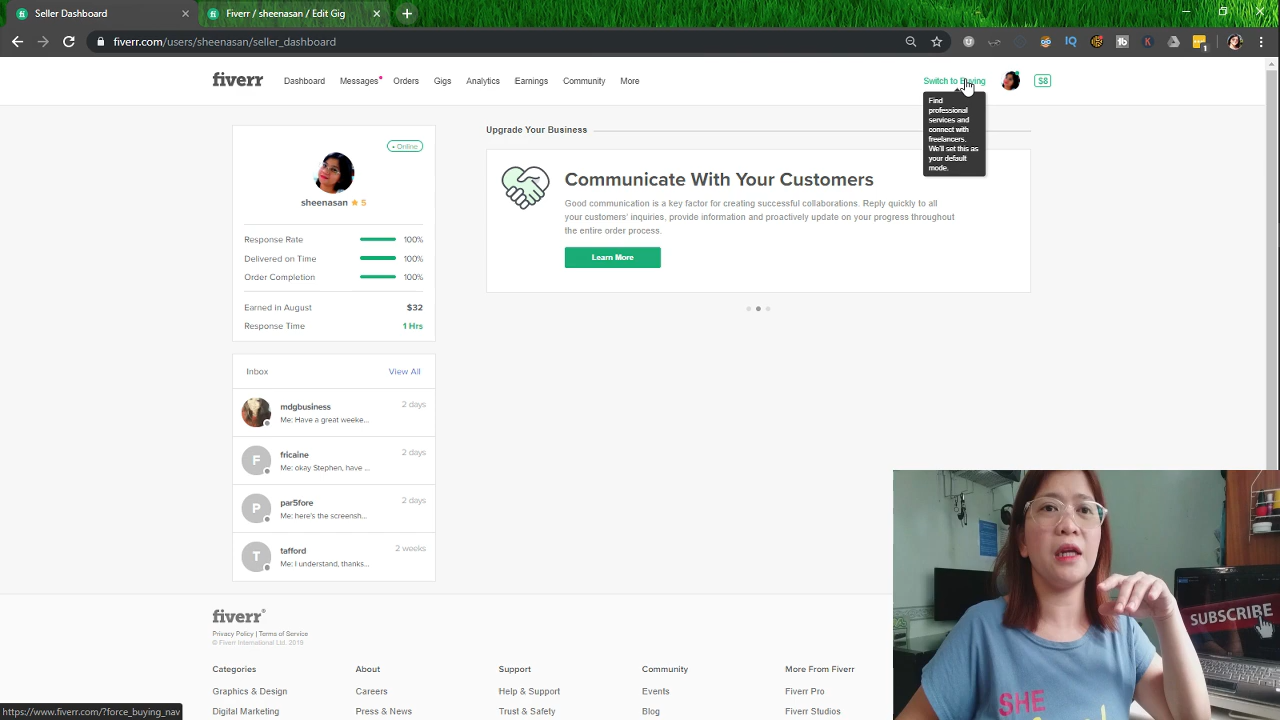 Seller Dashboard
Fiverr / sheenasan / Edit Gig
fiverr.com/users/sheenasan/seller_dashboard
fiverr
Dashboard
Messages
Orders
Gigs
Analytics
Earnings
Community
More
Switch to Buying
$8
Find
professional
services and
connect with
freelancers.
We'll set this as
your default
mode.
Online
sheenasan ★ 5
Response Rate 100%
Delivered on Time 100%
Order Completion 100%
Earned in August $32
Response Time 1 Hrs
Upgrade Your Business
Communicate With Your Customers
Good communication is a key factor for creating successful collaborations. Reply quickly to all
your customers' inquiries, provide information and proactively update on your progress throughout
the entire order process.
Learn More
Inbox View All
mdgbusiness 2 days
Me: Have a great weeke...
F
fricaine 2 days
Me: okay Stephen, have ...
P
par5fore 2 days
Me: here's the screensh...
T
tafford 2 weeks
Me: I understand, thanks...
fiverr®
Privacy Policy | Terms of Service
© Fiverr International Ltd. 2019
Categories
Graphics & Design
Digital Marketing
About
Careers
Press & News
Support
Help & Support
Trust & Safety
Community
Events
Blog
More From Fiverr
Fiverr Pro
Fiverr Studios
https://www.fiverr.com/?force_buying_nav
SUBSCRIBE
SHE